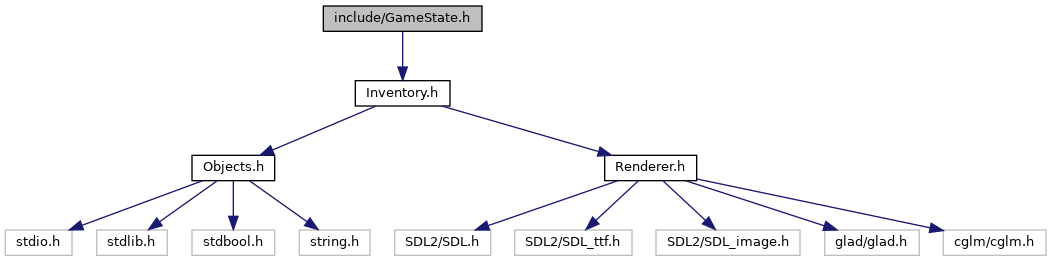 include/GameState.h
Inventory.h
Objects.h
Renderer.h
stdio.h
stdlib.h
stdbool.h
string.h
SDL2/SDL.h
SDL2/SDL_ttf.h
SDL2/SDL_image.h
glad/glad.h
cglm/cglm.h